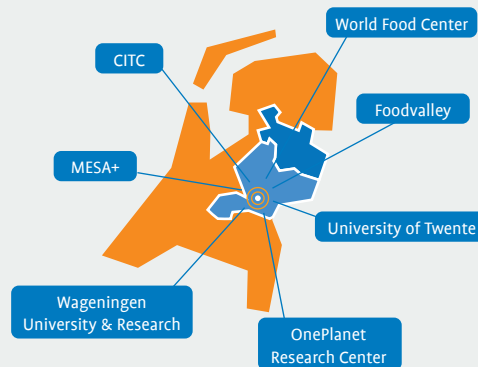 World Food Center
CITC
Foodvalley
MESA+
University of Twente
Wageningen
University & Research
OnePlanet
Research Center